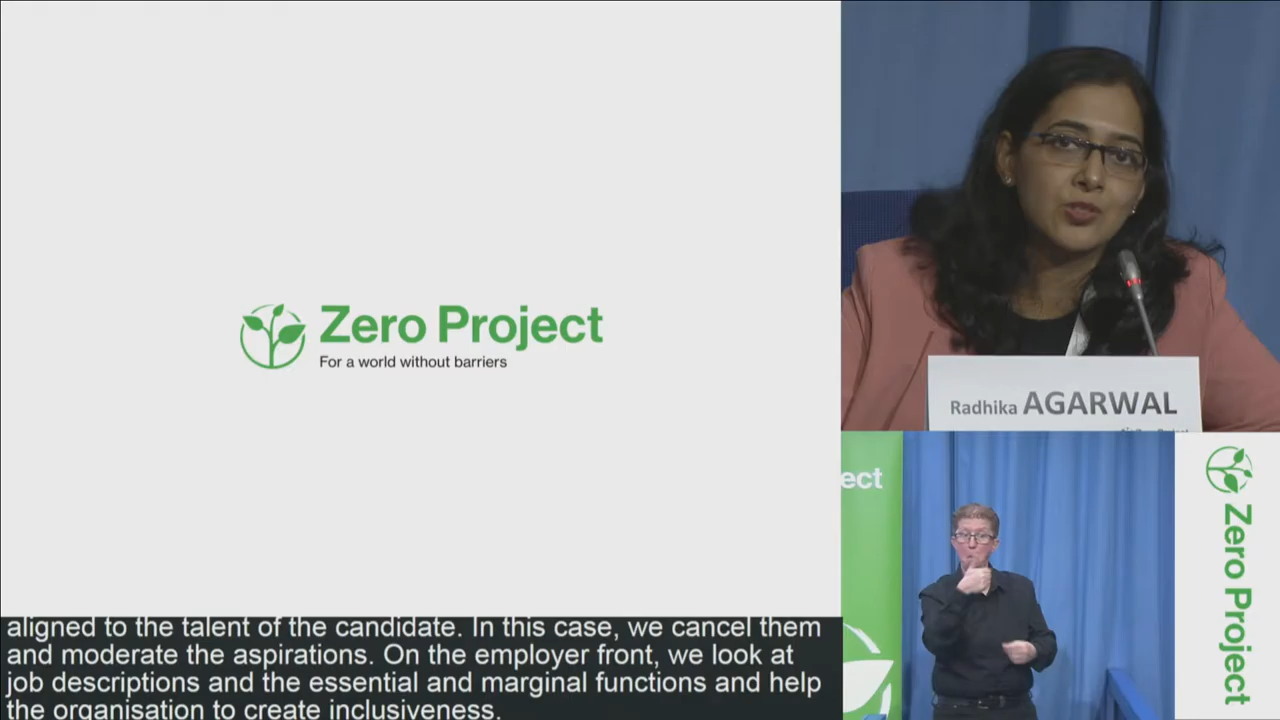 Zero Project
For a world without barriers
Radhika AGARWAL
ect
Zero Project
aligned to the talent of the candidate. In this case, we cancel them
and moderate the aspirations. On the employer front, we look at
job descriptions and the essential and marginal functions and help
the organisation to create inclusiveness.